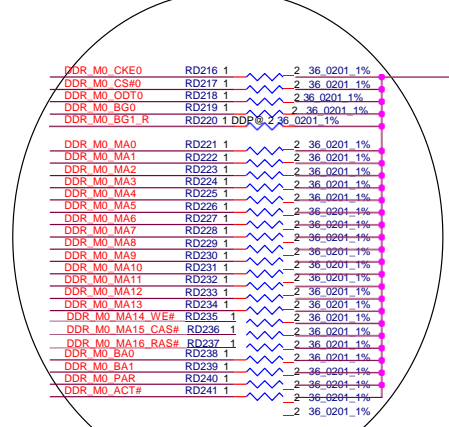 DDR_M0_CKE0 RD216 1 2 36_0201_1%
DDR_M0_CS#0 RD217 1 2 36_0201_1%
DDR_M0_ODT0 RD218 1 2 36_0201_1%
DDR_M0_BG0 RD219 1 2 36_0201_1%
DDR_M0_BG1_R RD220 1 DDP@ 2 36_0201_1%
DDR_M0_MA0 RD221 1 2 36_0201_1%
DDR_M0_MA1 RD222 1 2 36_0201_1%
DDR_M0_MA2 RD223 1 2 36_0201_1%
DDR_M0_MA3 RD224 1 2 36_0201_1%
DDR_M0_MA4 RD225 1 2 36_0201_1%
DDR_M0_MA5 RD226 1 2 36_0201_1%
DDR_M0_MA6 RD227 1 2 36_0201_1%
DDR_M0_MA7 RD228 1 2 36_0201_1%
DDR_M0_MA8 RD229 1 2 36_0201_1%
DDR_M0_MA9 RD230 1 2 36_0201_1%
DDR_M0_MA10 RD231 1 2 36_0201_1%
DDR_M0_MA11 RD232 1 2 36_0201_1%
DDR_M0_MA12 RD233 1 2 36_0201_1%
DDR_M0_MA13 RD234 1 2 36_0201_1%
DDR_M0_MA14_WE# RD235 1 2 36_0201_1%
DDR_M0_MA15_CAS# RD236 1 2 36_0201_1%
DDR_M0_MA16_RAS# RD237 1 2 36_0201_1%
DDR_M0_BA0 RD238 1 2 36_0201_1%
DDR_M0_BA1 RD239 1 2 36_0201_1%
DDR_M0_PAR RD240 1 2 36_0201_1%
DDR_M0_ACT# RD241 1 2 36_0201_1%